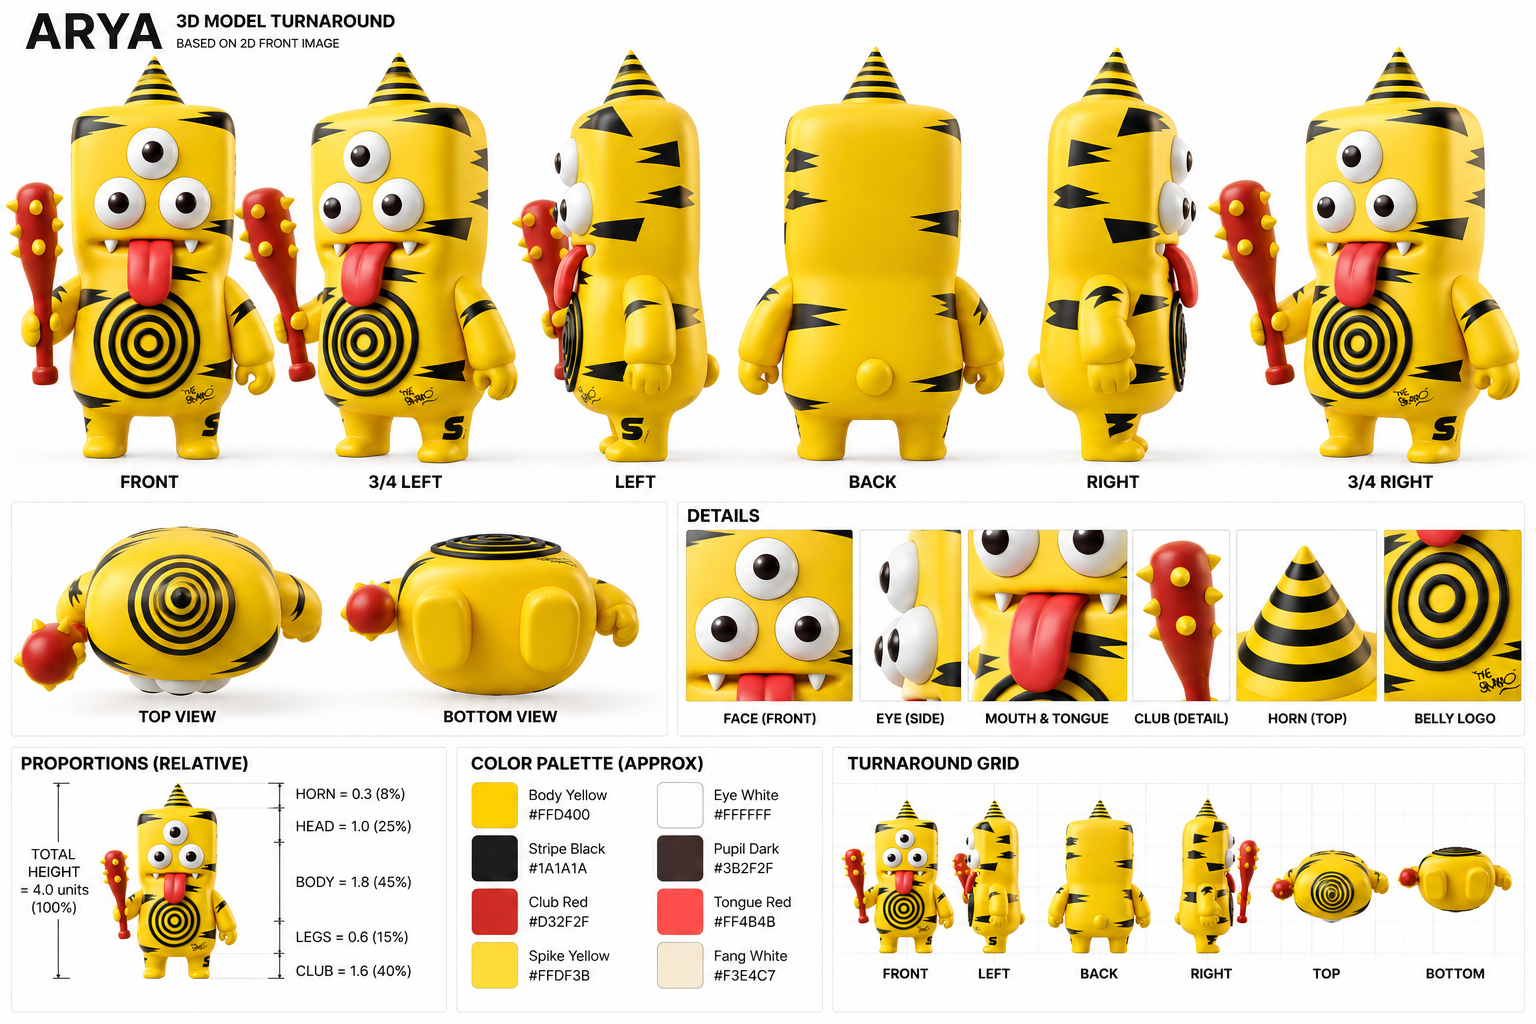 ARYA
3D MODEL TURNAROUND
BASED ON 2D FRONT IMAGE
"THE
S
"THE
S
S
"THE
S
FRONT
3/4 LEFT
LEFT
BACK
RIGHT
3/4 RIGHT
TOP VIEW
BOTTOM VIEW
DETAILS
"THE
FACE (FRONT)
EYE (SIDE)
MOUTH & TONGUE
CLUB (DETAIL)
HORN (TOP)
BELLY LOGO
PROPORTIONS (RELATIVE)
TOTAL
HEIGHT
= 4.0 units
(100%)
HORN = 0.3 (8%)
HEAD = 1.0 (25%)
BODY = 1.8 (45%)
LEGS = 0.6 (15%)
CLUB = 1.6 (40%)
S
COLOR PALETTE (APPROX)
Body Yellow
#FFD400
Stripe Black
#1A1A1A
Club Red
#D32F2F
Spike Yellow
#FFDF3B
Eye White
#FFFFFF
Pupil Dark
#3B2F2F
Tongue Red
#FF4B4B
Fang White
#F3E4C7
TURNAROUND GRID
S
S
FRONT
LEFT
BACK
RIGHT
TOP
BOTTOM